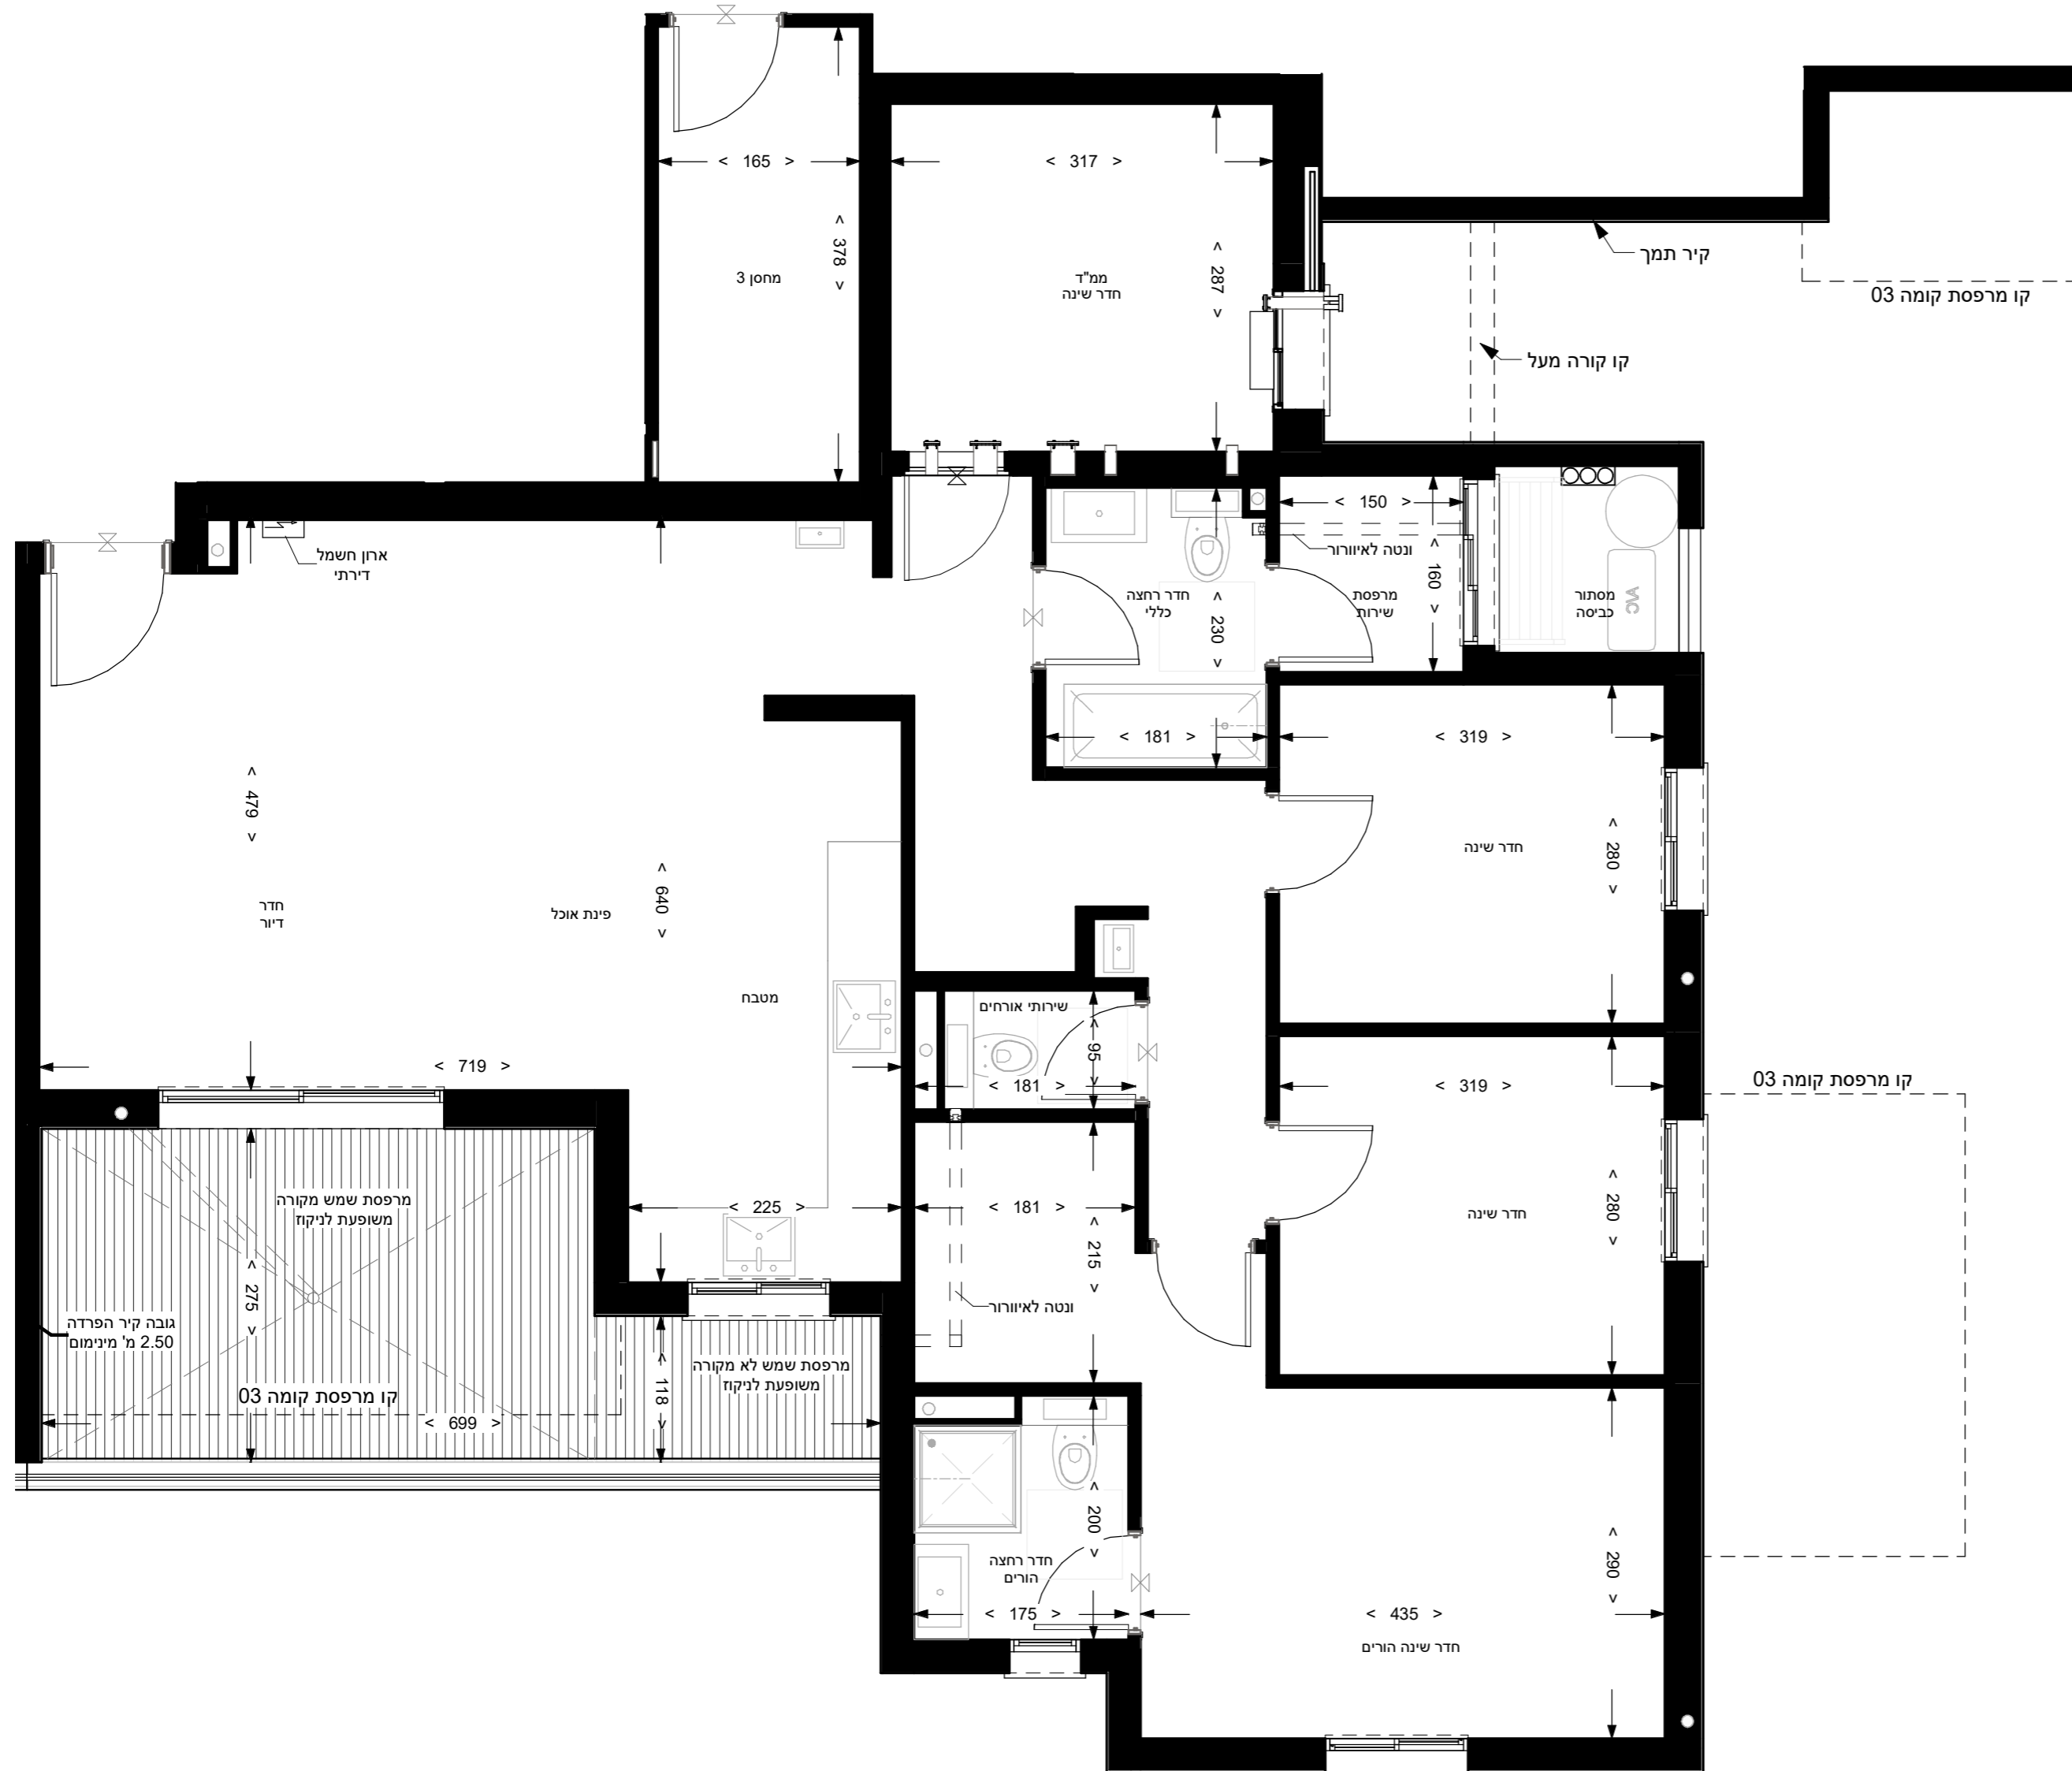 < 165 >
< 378 >
מחסן 3
< 317 >
< 287 >
ממ"ד
חדר שינה
קיר תמך
קו מרפסת קומה 03
קו קורה מעל
ארון חשמל
דירתי
חדר רחצה
כללי
< 230 >
< 181 >
< 150 >
< 160 >
ונטה לאיוורור
מרפסת
שירות
מסתור
כביסה
< 319 >
< 280 >
חדר שינה
< 479 >
< 640 >
חדר
דיור
פינת אוכל
מטבח
< 719 >
שירותי אורחים
< 95 >
< 181 >
< 319 >
< 280 >
חדר שינה
קו מרפסת קומה 03
< 225 >
< 181 >
< 215 >
ונטה לאיוורור
מרפסת שמש מקורה
משופעת לניקוז
< 275 >
גובה קיר הפרדה
2.50 מ' מינימום
קו מרפסת קומה 03
< 699 >
< 118 >
מרפסת שמש לא מקורה
משופעת לניקוז
< 200 >
חדר רחצה
הורים
< 175 >
< 435 >
< 290 >
חדר שינה הורים